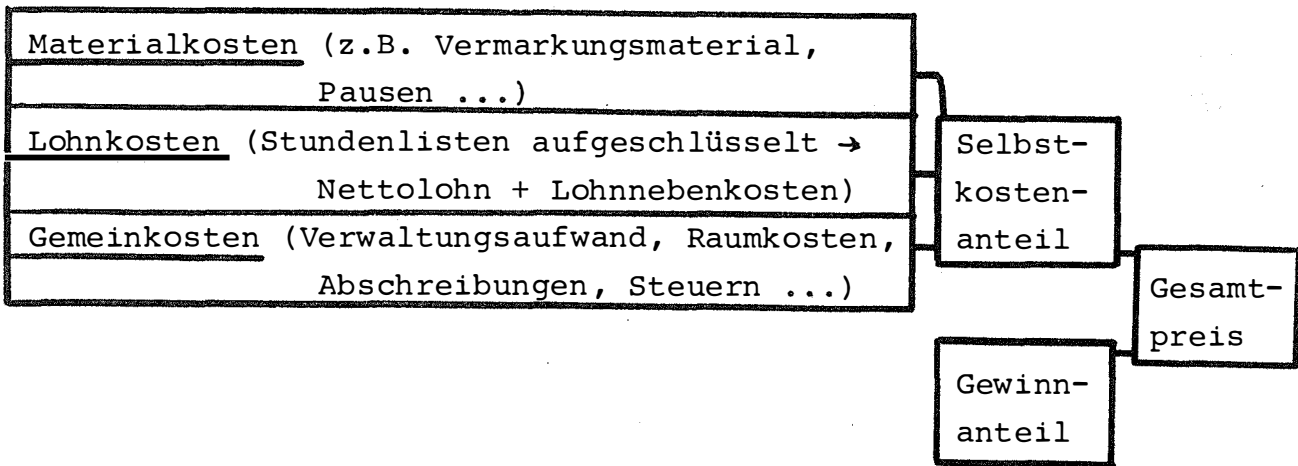 Materialkosten (z.B. Vermarkungsmaterial,
Pausen ...)
Lohnkosten (Stundenlisten aufgeschlüsselt →
Nettolohn + Lohnnebenkosten)
Gemeinkosten (Verwaltungsaufwand, Raumkosten,
Abschreibungen, Steuern ...)
Selbst-
kosten-
anteil
Gesamt-
preis
Gewinn-
anteil